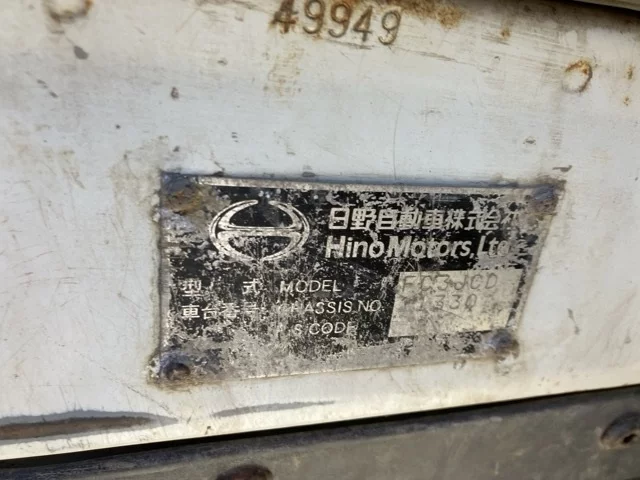 49949
日野自動車株式会社
Hino Motors, Ltd.
型 式 MODEL FC3JCD
車台番号 CHASSIS NO.
S.CODE